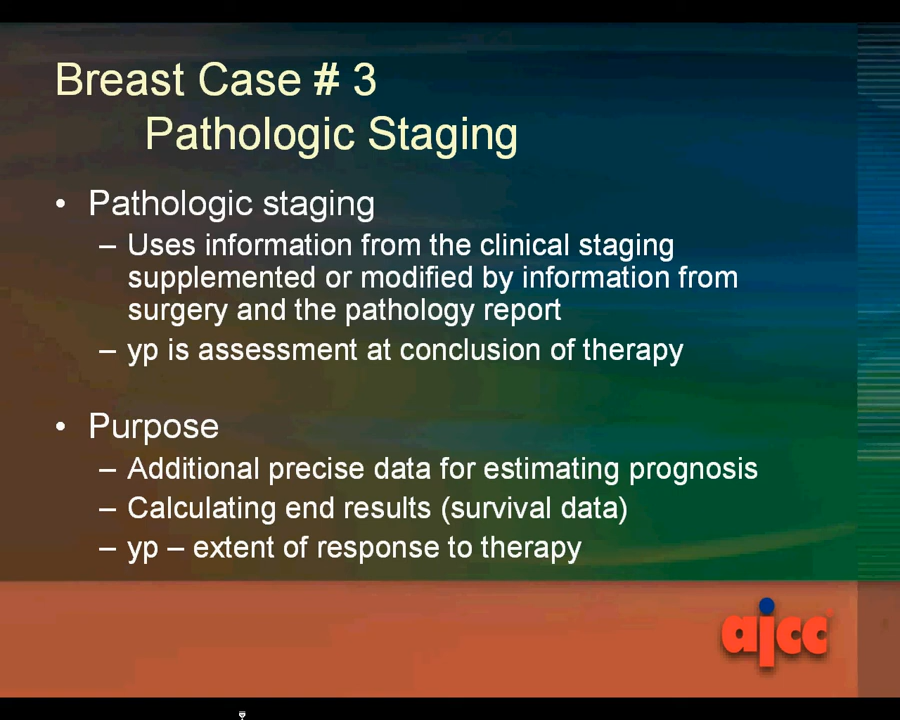 Breast Case # 3
Pathologic Staging
• Pathologic staging
– Uses information from the clinical staging
supplemented or modified by information from
surgery and the pathology report
– yp is assessment at conclusion of therapy
• Purpose
– Additional precise data for estimating prognosis
– Calculating end results (survival data)
– yp – extent of response to therapy
ajcc